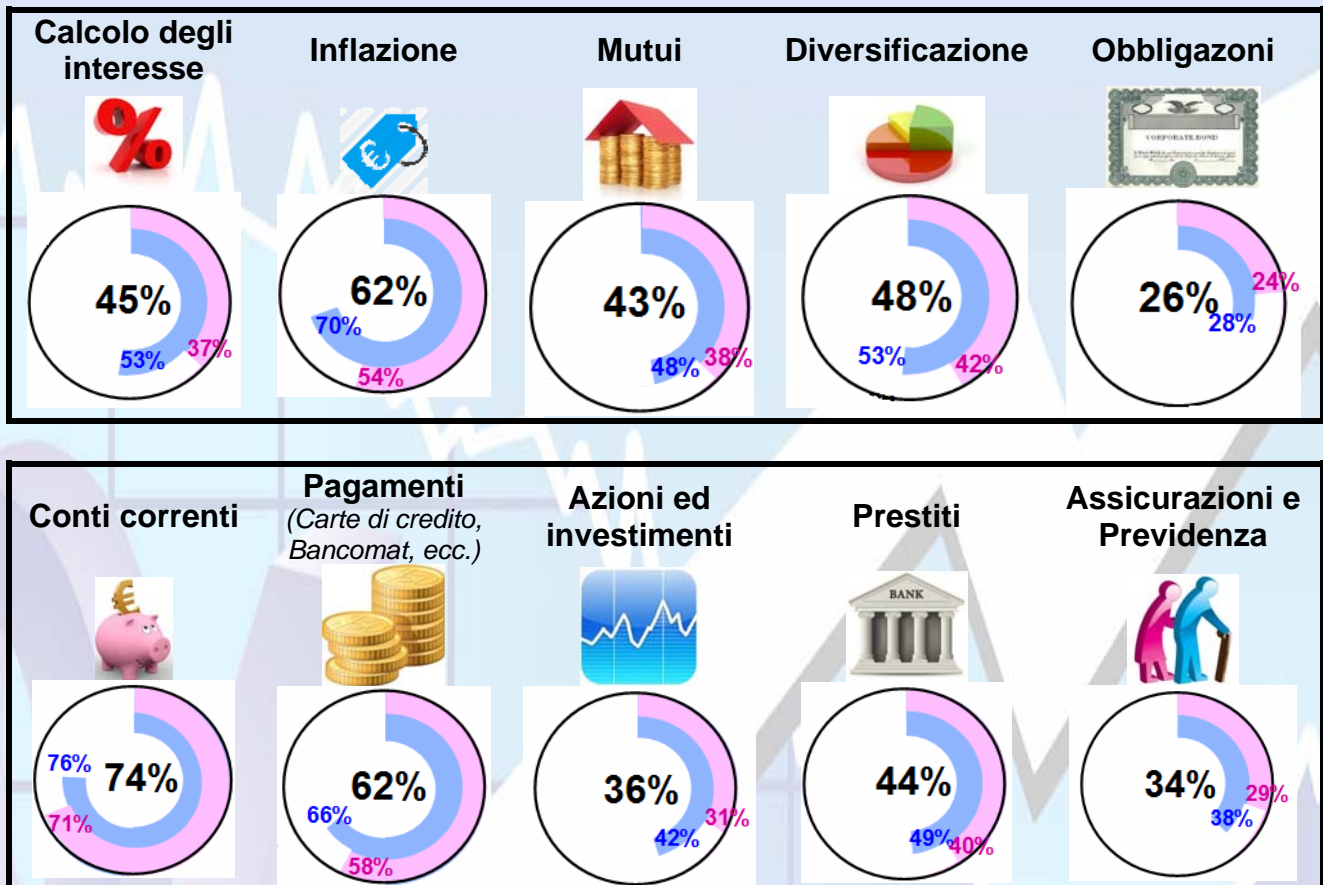 Calcolo degli
interesse
Inflazione
Mutui
Diversificazione
Obbligazoni
CORPORATE BOND
45%
53%
37%
62%
70%
54%
43%
48%
38%
48%
53%
42%
26%
28%
24%
Conti correnti
Pagamenti
(Carte di credito,
Bancomat, ecc.)
Azioni ed
investimenti
Prestiti
Assicurazioni e
Previdenza
BANK
76%
74%
71%
62%
66%
58%
36%
42%
31%
44%
49%
40%
34%
38%
29%